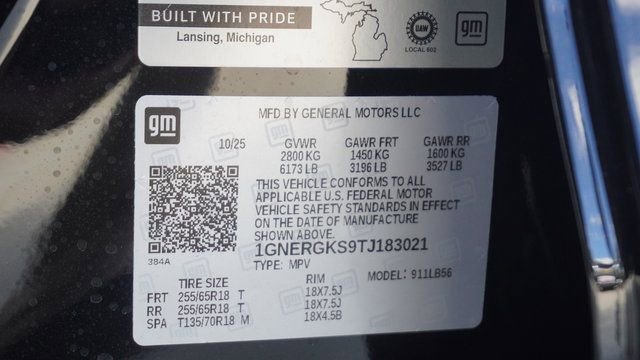 BUILT WITH PRIDE
Lansing, Michigan
UAW
LOCAL 602
gm
gm
MFD BY GENERAL MOTORS LLC
10/25 GVWR GAWR FRT GAWR RR
2800 KG 1450 KG 1600 KG
6173 LB 3196 LB 3527 LB
THIS VEHICLE CONFORMS TO ALL
APPLICABLE U.S. FEDERAL MOTOR
VEHICLE SAFETY STANDARDS IN EFFECT
ON THE DATE OF MANUFACTURE
SHOWN ABOVE.
1GNERGKS9TJ183021
384A
TYPE: MPV MODEL: 911LB56
TIRE SIZE RIM
FRT 255/65R18 T 18X7.5J
RR 255/65R18 T 18X7.5J
SPA T135/70R18 M 18X4.5B